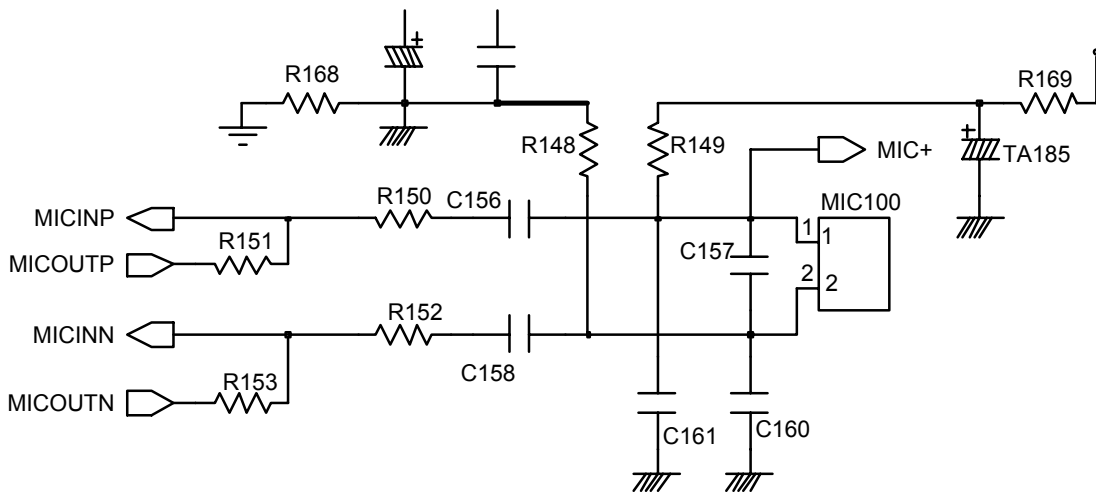 +
R168
R169
R148
R149
MIC+
+
TA185
R150
C156
MIC100
MICINP
1
1
R151
C157
MICOUTP
2
2
R152
MICINN
C158
R153
MICOUTN
C161
C160